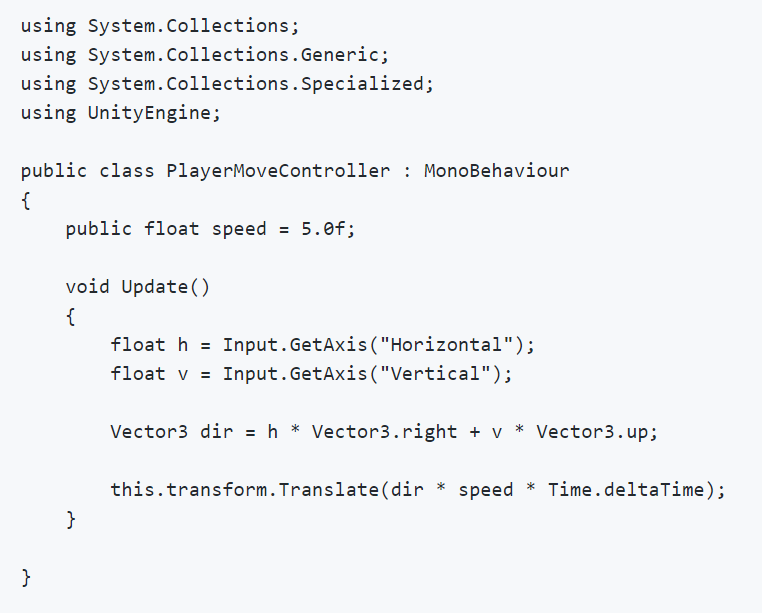 using System.Collections;
using System.Collections.Generic;
using System.Collections.Specialized;
using UnityEngine;

public class PlayerMoveController : MonoBehaviour
{
    public float speed = 5.0f;

    void Update()
    {
        float h = Input.GetAxis("Horizontal");
        float v = Input.GetAxis("Vertical");

        Vector3 dir = h * Vector3.right + v * Vector3.up;

        this.transform.Translate(dir * speed * Time.deltaTime);
    }

}